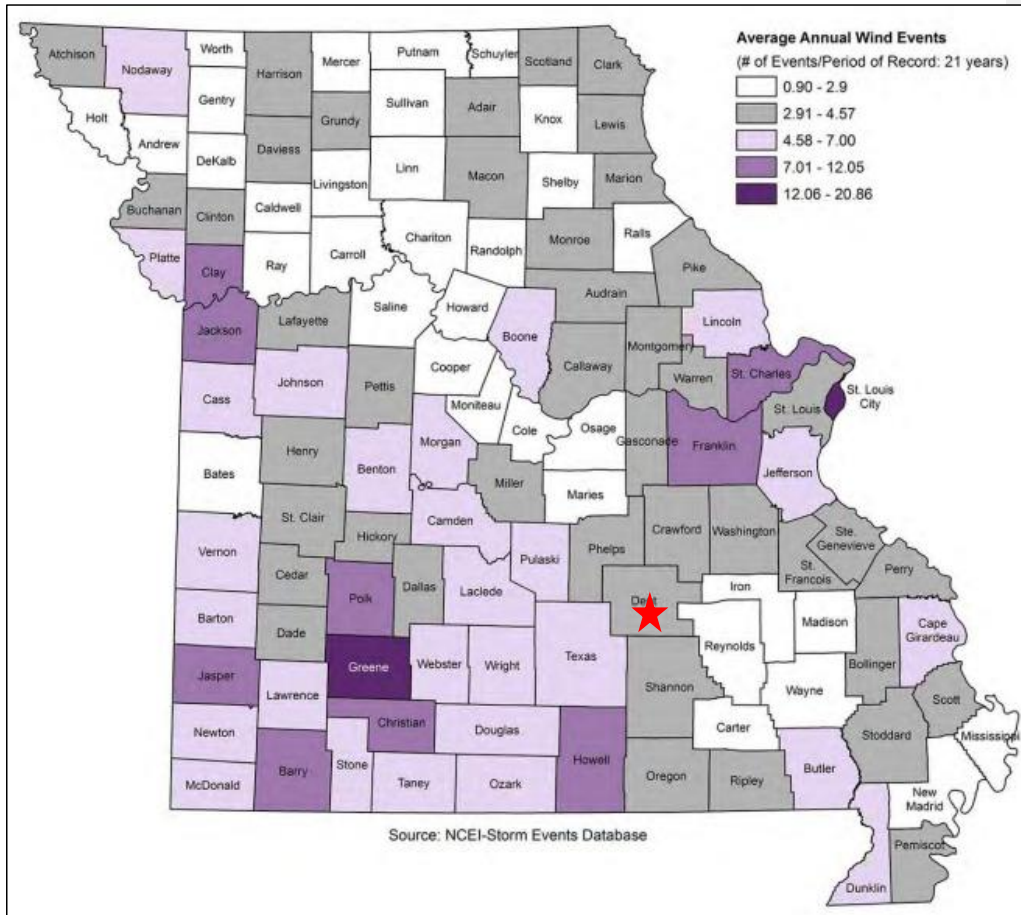 Average Annual Wind Events
(# of Events/Period of Record: 21 years)
0.90 - 2.9
2.91 - 4.57
4.58 - 7.00
7.01 - 12.05
12.06 - 20.86
Atchison
Nodaway
Worth
Harrison
Mercer
Putnam
Schuyler
Scotland
Clark
Holt
Gentry
Sullivan
Adair
Knox
Lewis
Andrew
DeKalb
Daviess
Grundy
Livingston
Linn
Macon
Shelby
Marion
Buchanan
Clinton
Caldwell
Chariton
Randolph
Monroe
Ralls
Platte
Clay
Ray
Carroll
Pike
Saline
Howard
Audrain
Boone
Lincoln
Jackson
Lafayette
Montgomery
Callaway
Warren
St. Charles
St. Louis
City
St. Louis
Cooper
Cass
Johnson
Pettis
Moniteau
Cole
Osage
Gasconade
Franklin
Jefferson
Morgan
Bates
Henry
Benton
Miller
Maries
St. Clair
Camden
Pulaski
Phelps
Crawford
Washington
Ste.
Genevieve
St.
Francois
Perry
Vernon
Hickory
Cedar
Polk
Dallas
Laclede
Iron
Madison
Cape
Girardeau
Barton
Dade
Greene
Webster
Wright
Texas
Reynolds
Bollinger
Jasper
Lawrence
Shannon
Wayne
Scott
Newton
Christian
Douglas
Carter
Stoddard
Mississippi
McDonald
Barry
Stone
Taney
Ozark
Howell
Oregon
Ripley
Butler
New
Madrid
Pemiscot
Dunklin
Source: NCEI-Storm Events Database